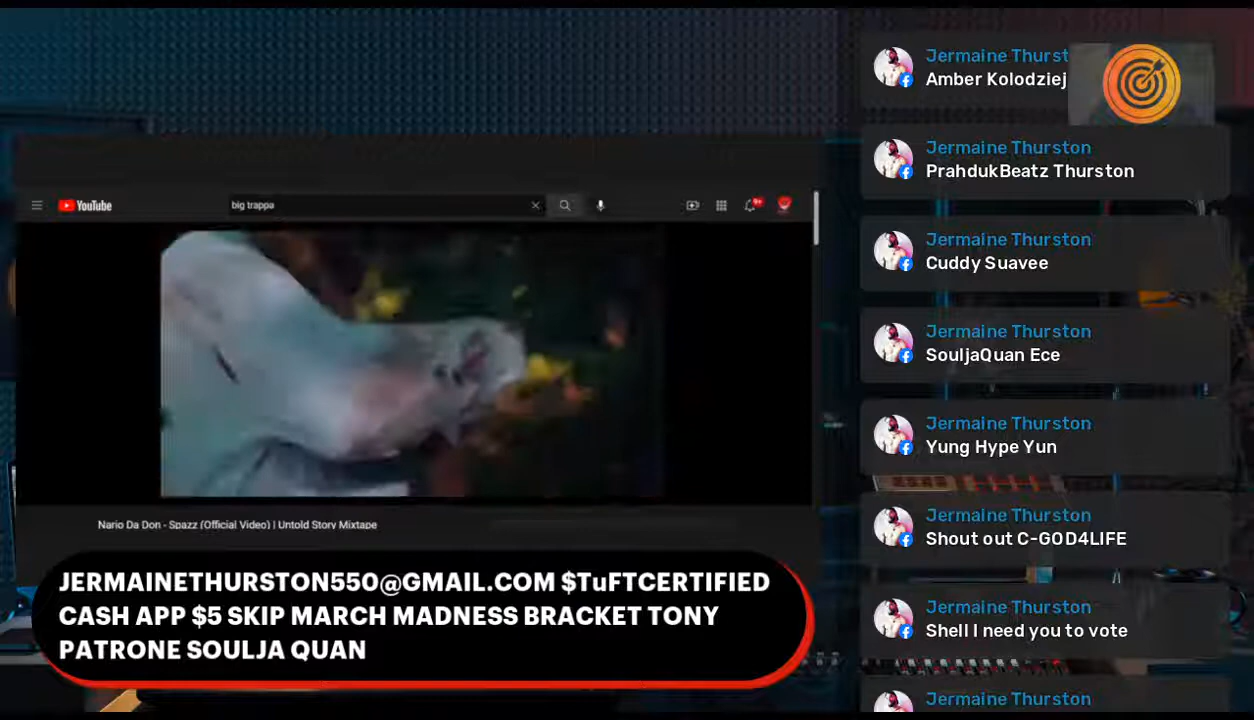 YouTube
big trappa
9+
Nario Da Don - Spazz (Official Video) | Untold Story Mixtape
JERMAINETHURSTON550@GMAIL.COM $TuFTCERTIFIED
CASH APP $5 SKIP MARCH MADNESS BRACKET TONY
PATRONE SOULJA QUAN
Jermaine Thurst
Amber Kolodziej
Jermaine Thurston
PrahdukBeatz Thurston
Jermaine Thurston
Cuddy Suavee
Jermaine Thurston
SouljaQuan Ece
Jermaine Thurston
Yung Hype Yun
Jermaine Thurston
Shout out C-GOD4LIFE
Jermaine Thurston
Shell I need you to vote
Jermaine Thurston